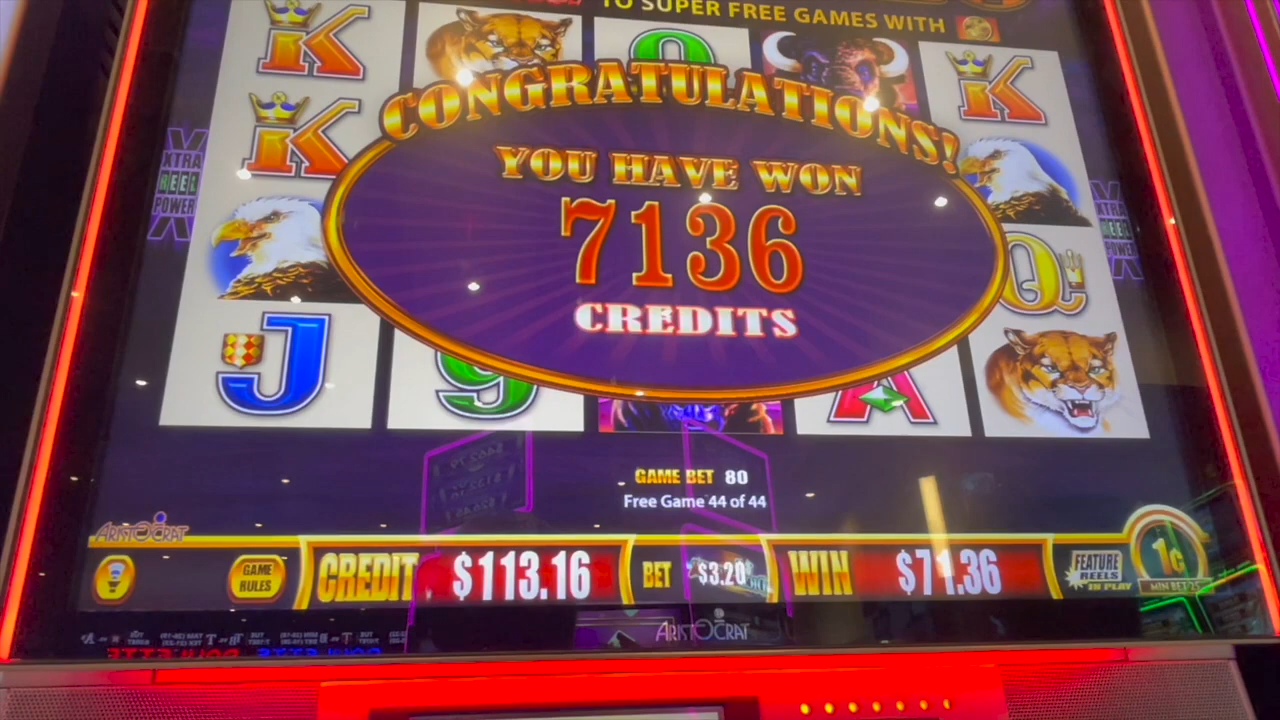 TO SUPER FREE GAMES WITH
K
K
K
CONGRATULATIONS!
YOU HAVE WON
7136
CREDITS
XTRA
REEL
POWER
XTRA
REEL
POWER
Q
J
9
A
GAME BET 80
Free Game 44 of 44
ARISTOCRAT
GAME
RULES
CREDIT $113.16
BET $3.20
WIN $71.36
FEATURE
REELS
IN PLAY
1¢
MIN BET 25
ARISTOCRAT